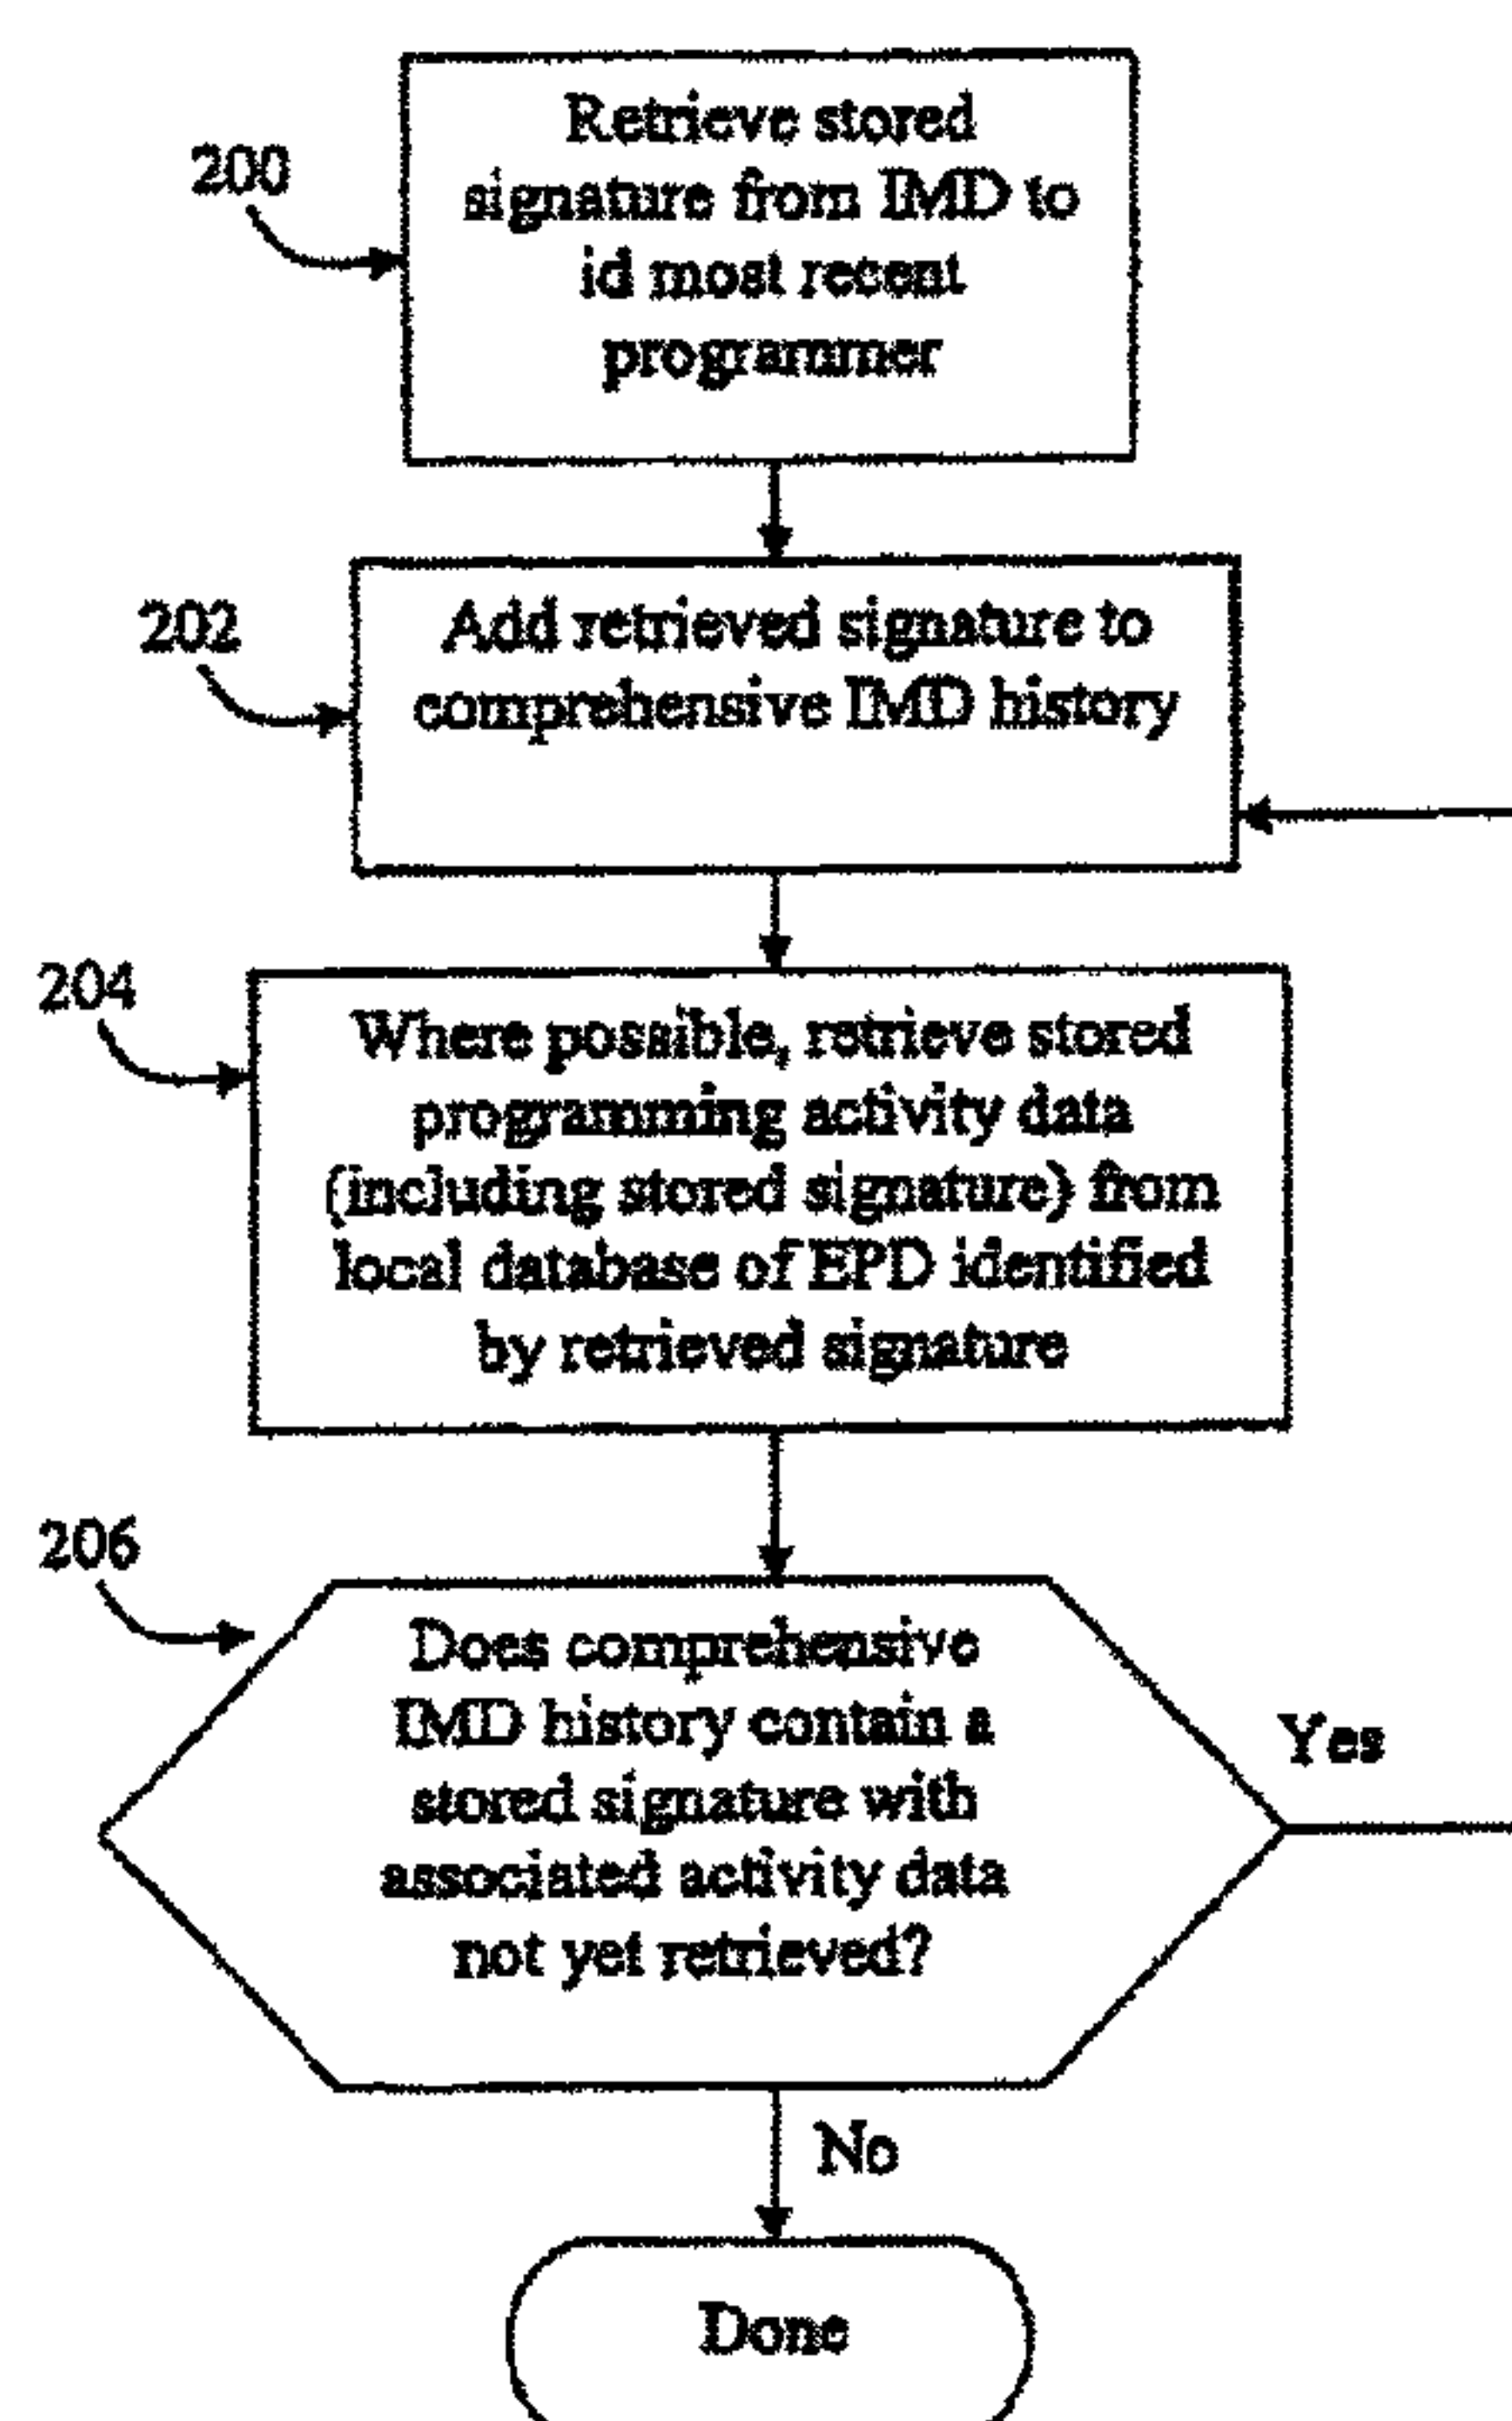 200
Retrieve stored
signature from IMD to
id most recent
programmer
202
Add retrieved signature to
comprehensive IMD history
204
Where possible, retrieve stored
programming activity data
(including stored signature) from
local database of EPD identified
by retrieved signature
206
Does comprehensive
IMD history contain a
stored signature with
associated activity data
not yet retrieved?
Yes
No
Done